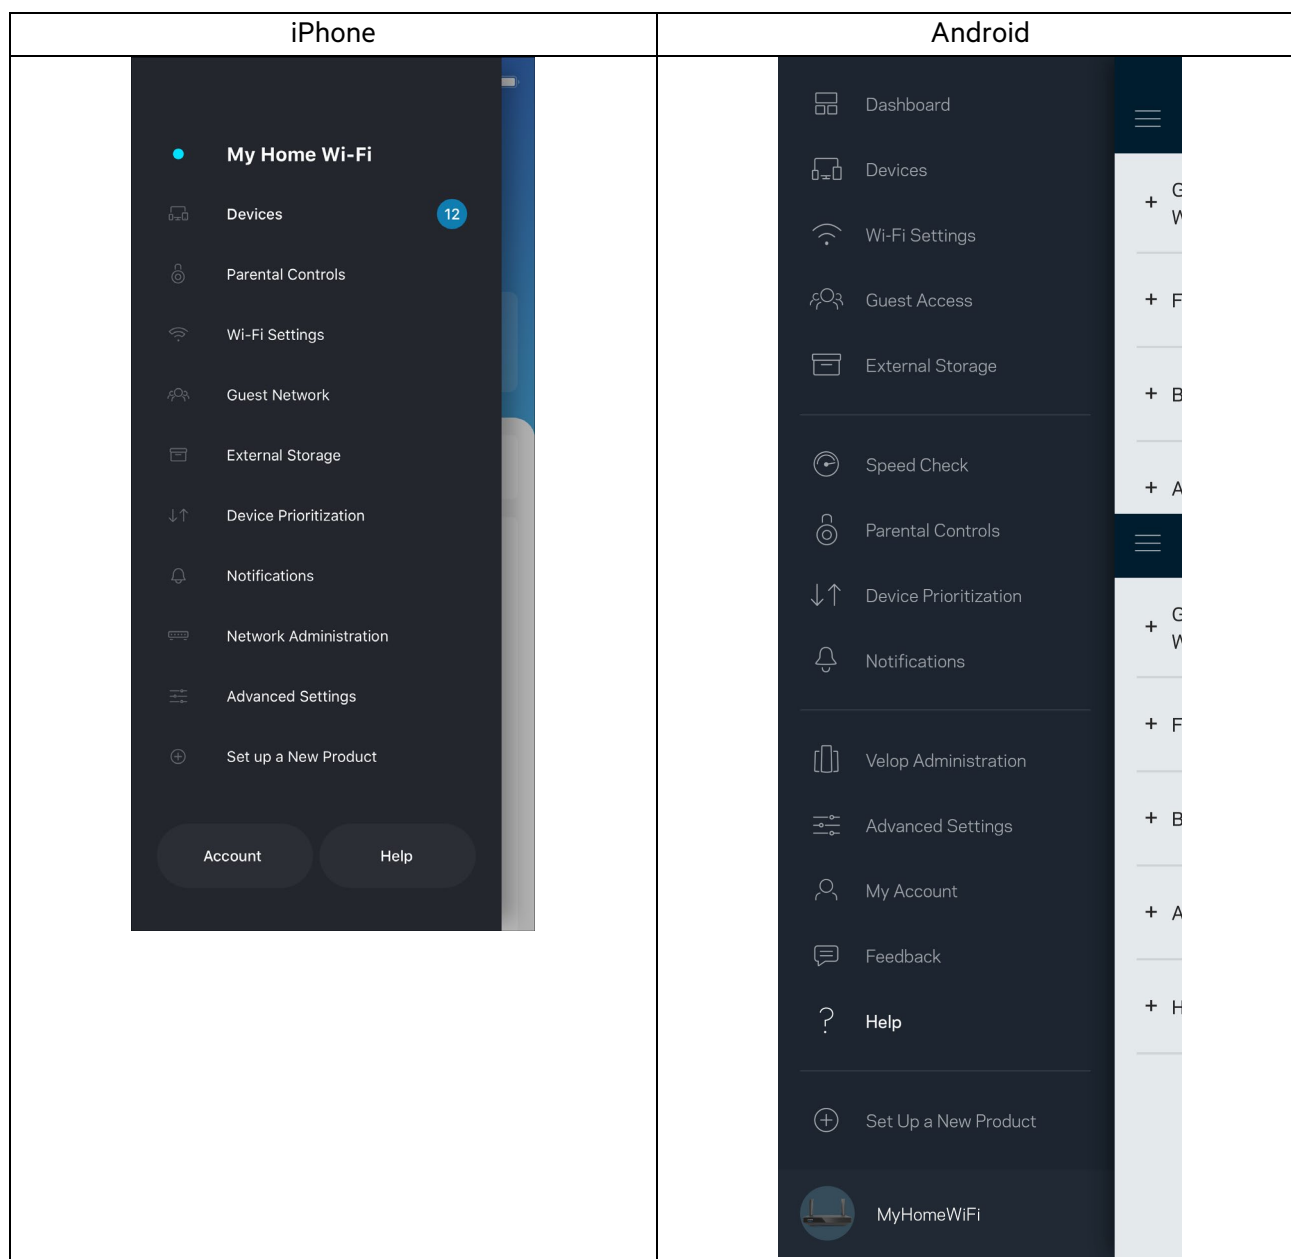 iPhone
Android
My Home Wi-Fi
Devices 12
Parental Controls
Wi-Fi Settings
Guest Network
External Storage
Device Prioritization
Notifications
Network Administration
Advanced Settings
Set up a New Product
Account Help
Dashboard
Devices
Wi-Fi Settings
Guest Access
External Storage
Speed Check
Parental Controls
Device Prioritization
Notifications
Velop Administration
Advanced Settings
My Account
Feedback
? Help
Set Up a New Product
MyHomeWiFi
+ G
W
+ F
+ B
+ A
+ G
W
+ F
+ B
+ A
+ H